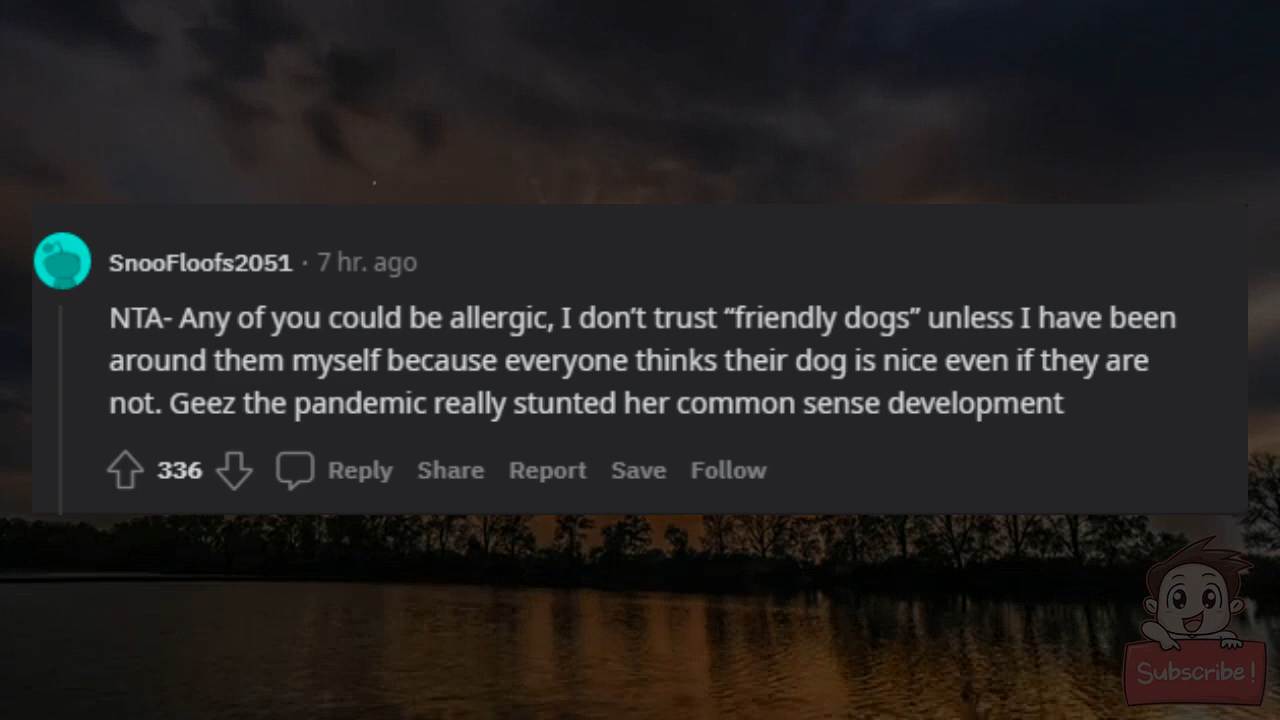 SnooFloofs2051 · 7 hr. ago
NTA- Any of you could be allergic, I don’t trust “friendly dogs” unless I have been
around them myself because everyone thinks their dog is nice even if they are
not. Geez the pandemic really stunted her common sense development
336 Reply Share Report Save Follow
Subscribe!